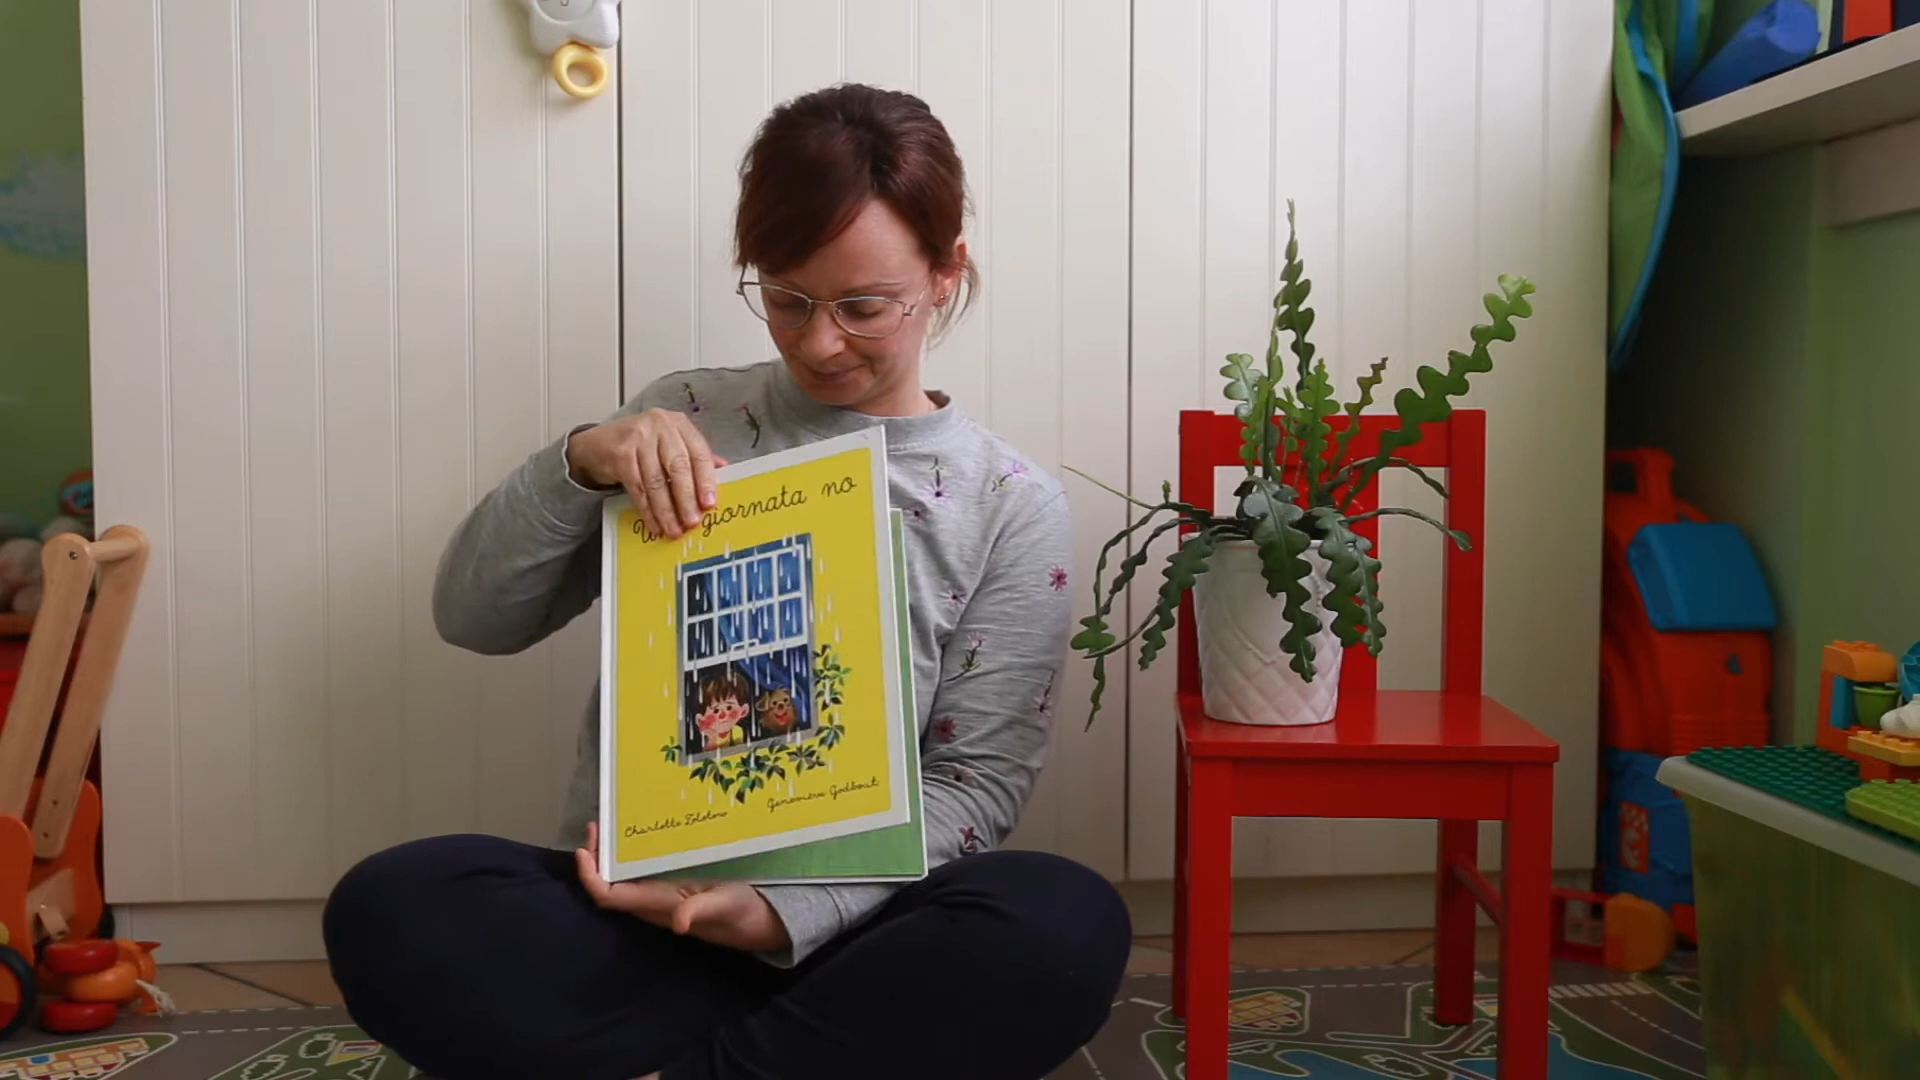 giornata no
Charlotte Zolotow
Geneviève Godbout